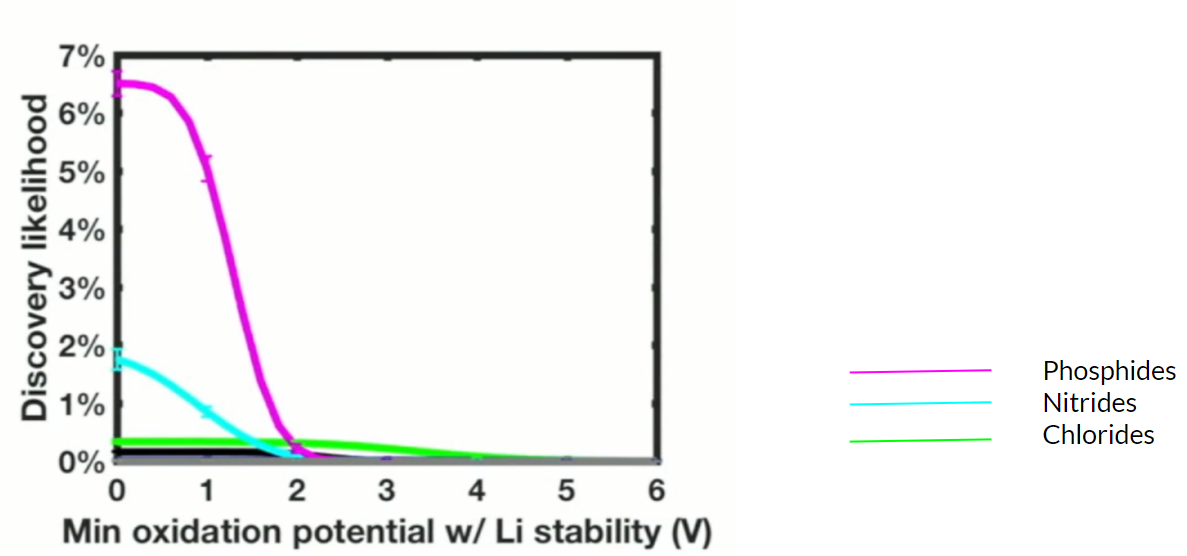 7%
6%
5%
4%
3%
2%
1%
0%
Discovery likelihood
0 1 2 3 4 5 6
Min oxidation potential w/ Li stability (V)
Phosphides
Nitrides
Chlorides